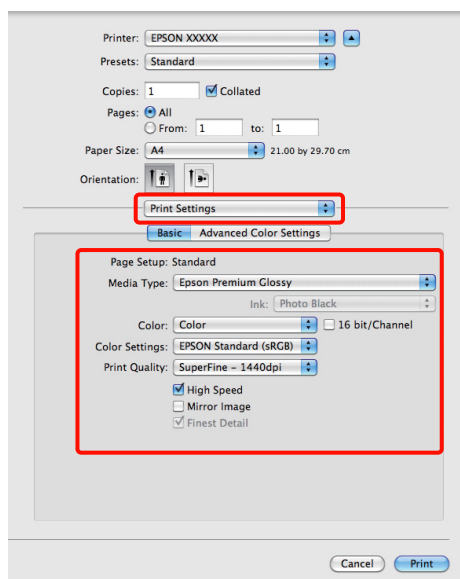 Printer: EPSON XXXXX
Presets: Standard
Copies: 1 Collated
Pages: All
From: 1 to: 1
Paper Size: A4 21.00 by 29.70 cm
Orientation:
Print Settings
Basic Advanced Color Settings
Page Setup: Standard
Media Type: Epson Premium Glossy
Ink: Photo Black
Color: Color 16 bit/Channel
Color Settings: EPSON Standard (sRGB)
Print Quality: SuperFine – 1440dpi
High Speed
Mirror Image
Finest Detail
Cancel Print